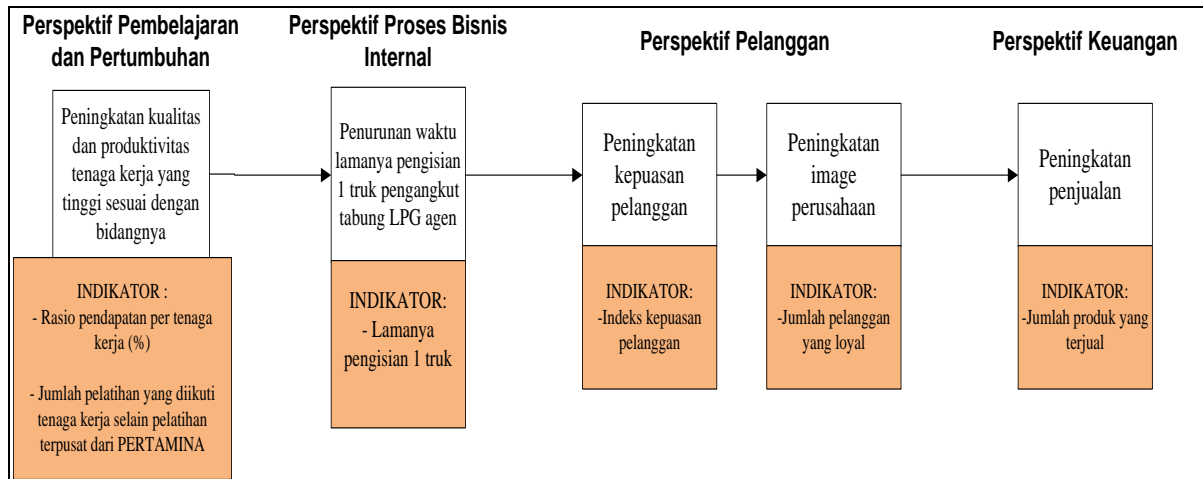 Perspektif Pembelajaran
dan Pertumbuhan
Peningkatan kualitas
dan produktivitas
tenaga kerja yang
tinggi sesuai dengan
bidangnya
INDIKATOR :
- Rasio pendapatan per tenaga
kerja (%)
- Jumlah pelatihan yang diikuti
tenaga kerja selain pelatihan
terpusat dari PERTAMINA
Perspektif Proses Bisnis
Internal
Penurunan waktu
lamanya pengisian
1 truk pengangkut
tabung LPG agen
INDIKATOR:
- Lamanya
pengisian 1 truk
Perspektif Pelanggan
Peningkatan
kepuasan
pelanggan
INDIKATOR:
-Indeks kepuasan
pelanggan
Peningkatan
image
perusahaan
INDIKATOR:
-Jumlah pelanggan
yang loyal
Perspektif Keuangan
Peningkatan
penjualan
INDIKATOR:
-Jumlah produk yang
terjual